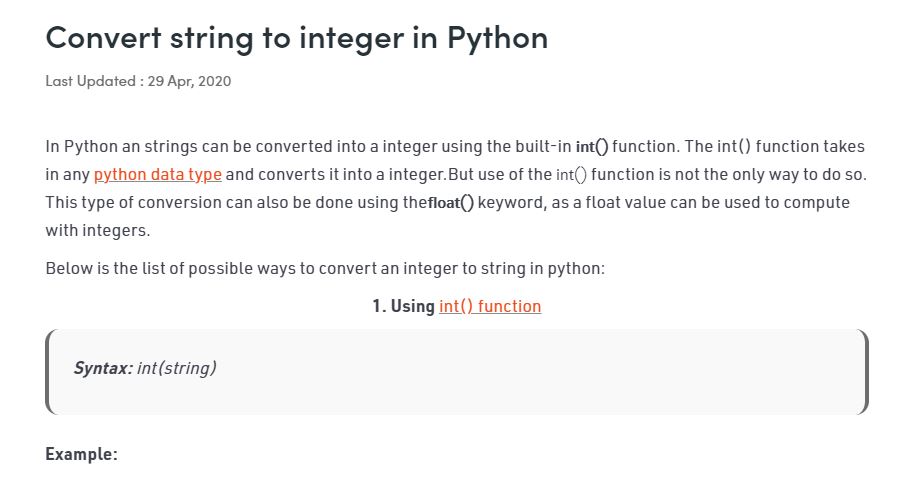 Convert string to integer in Python
Last Updated : 29 Apr, 2020
In Python an strings can be converted into a integer using the built-in int() function. The int() function takes
in any python data type and converts it into a integer.But use of the int() function is not the only way to do so.
This type of conversion can also be done using thefloat() keyword, as a float value can be used to compute
with integers.
Below is the list of possible ways to convert an integer to string in python:
1. Using int() function
Syntax: int(string)
Example: